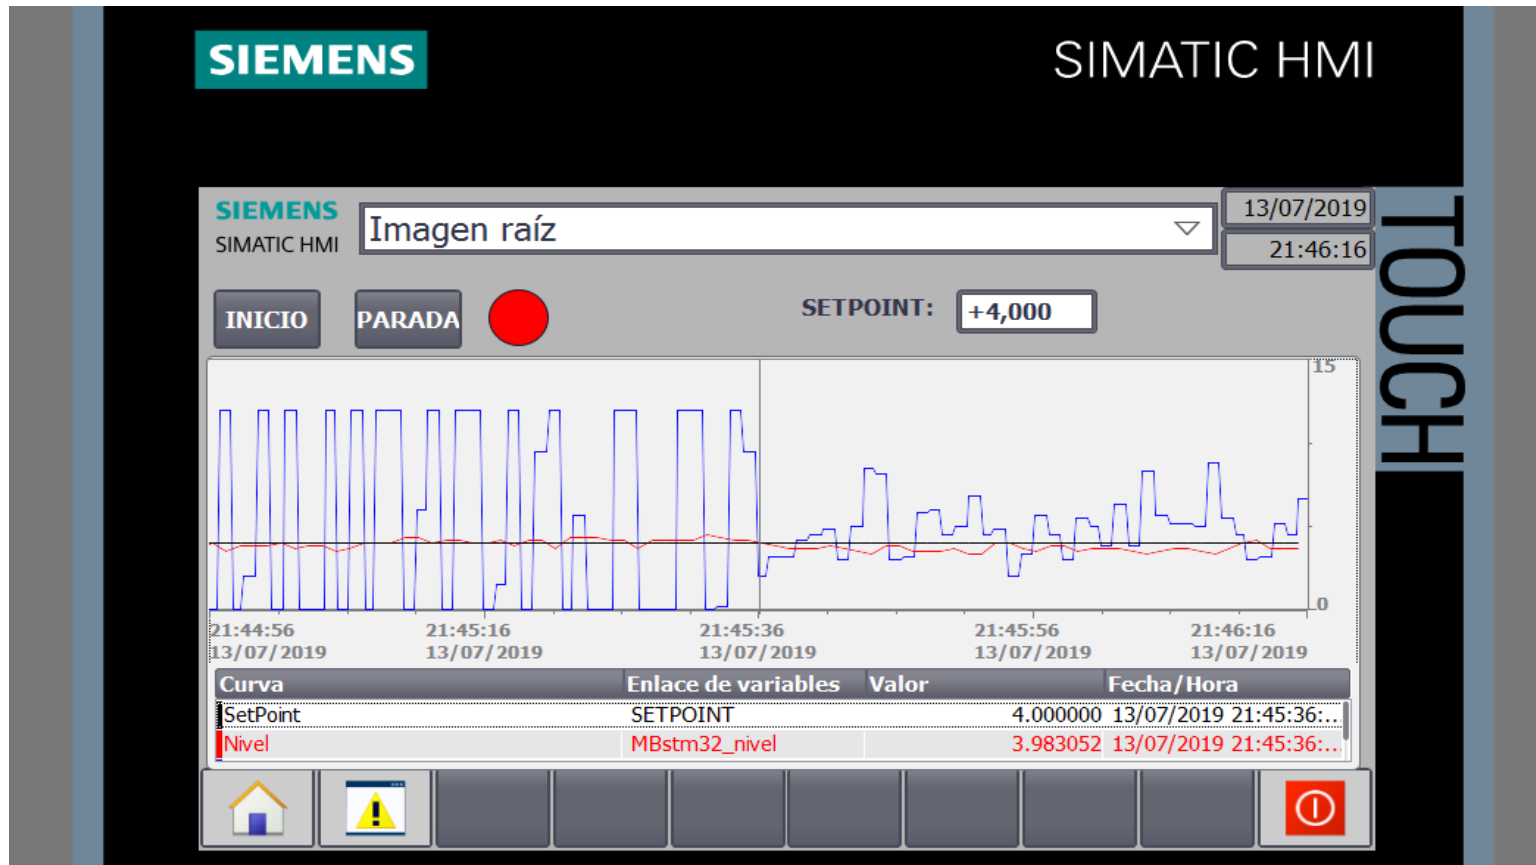 SIEMENS
SIMATIC HMI
TOUCH
SIEMENS
SIMATIC HMI
Imagen raíz
13/07/2019
21:46:16
INICIO
PARADA
SETPOINT:
+4,000
15
0
21:44:56 21:45:16 21:45:36 21:45:56 21:46:16
13/07/2019 13/07/2019 13/07/2019 13/07/2019 13/07/2019
Curva Enlace de variables Valor Fecha/Hora
SetPoint SETPOINT 4.000000 13/07/2019 21:45:36:...
Nivel MBstm32_nivel 3.983052 13/07/2019 21:45:36:...